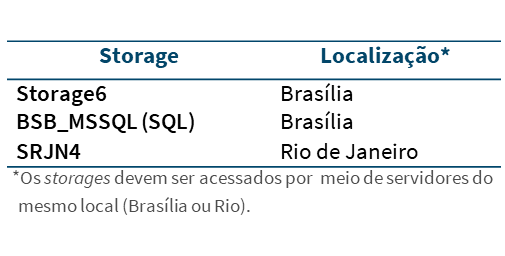 Storage Localização*
Storage6 Brasília
BSB_MSSQL (SQL) Brasília
SRJN4 Rio de Janeiro
*Os storages devem ser acessados por meio de servidores do
mesmo local (Brasília ou Rio).